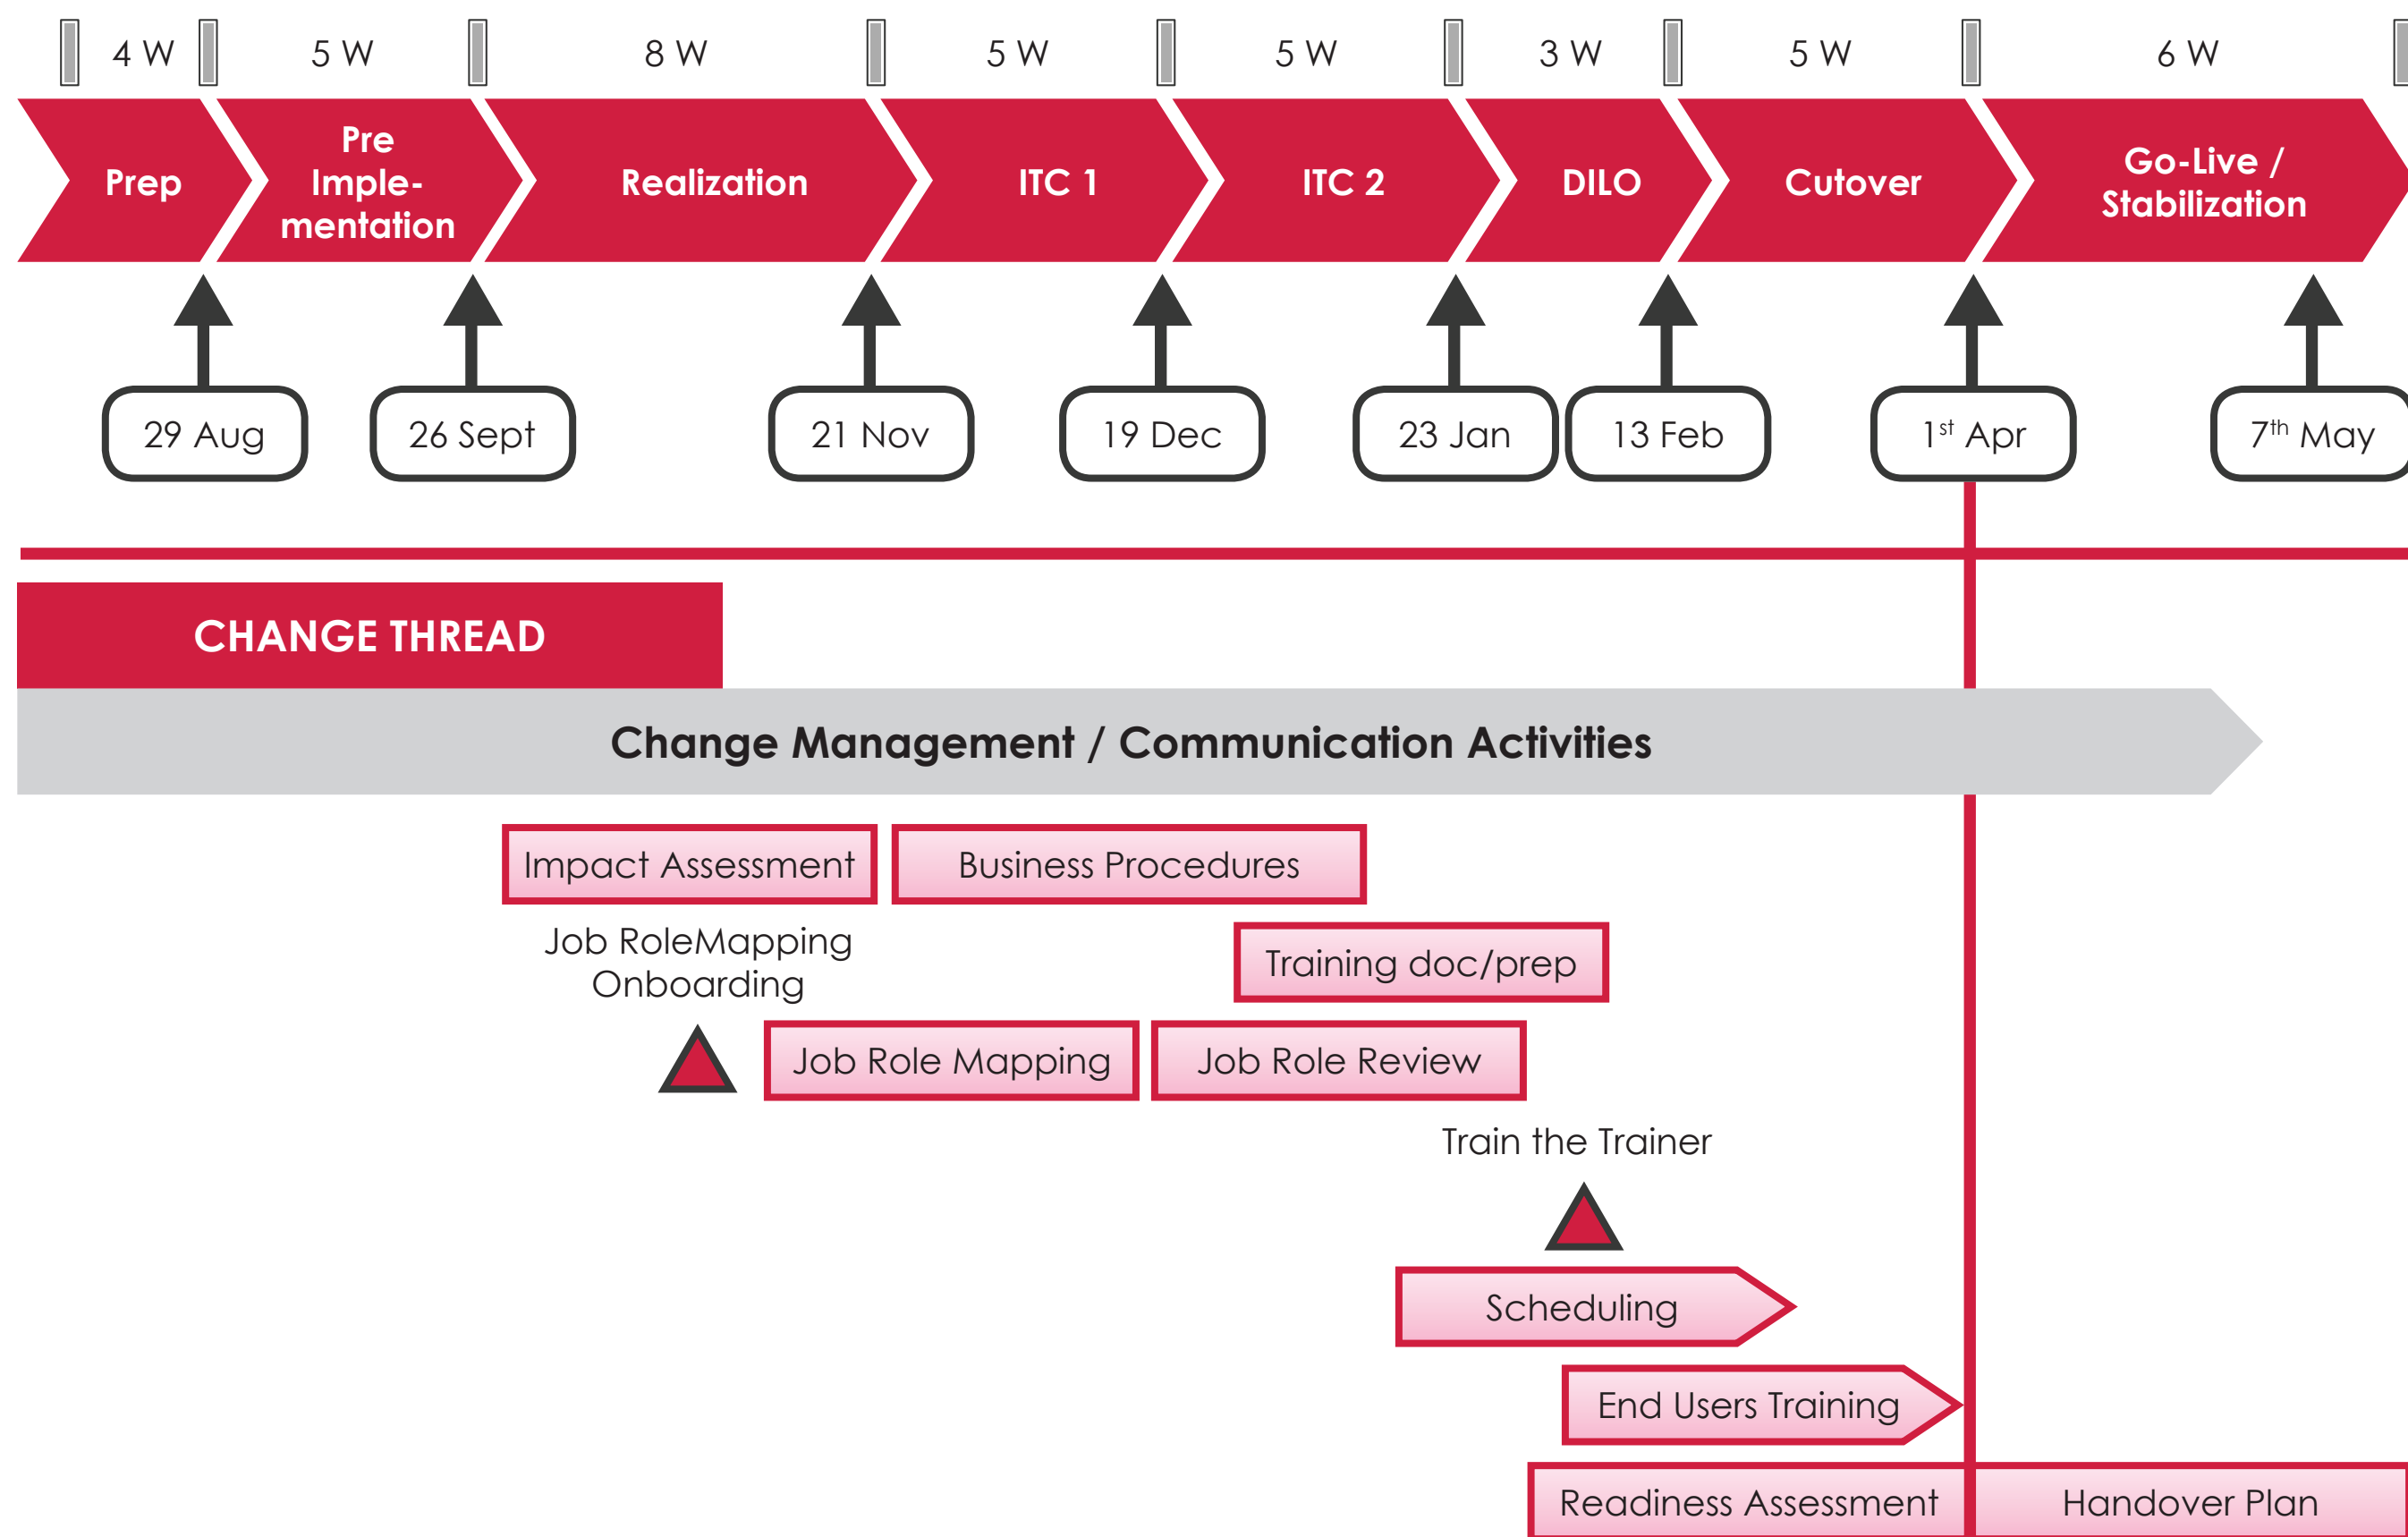 4 W 5 W 8 W 5 W 5 W 3 W 5 W 6 W
Prep
Pre
Imple-
mentation
Realization
ITC 1
ITC 2
DILO
Cutover
Go-Live /
Stabilization
29 Aug 26 Sept 21 Nov 19 Dec 23 Jan 13 Feb 1st Apr 7th May
CHANGE THREAD
Change Management / Communication Activities
Impact Assessment Business Procedures
Job RoleMapping
Onboarding
Training doc/prep
Job Role Mapping Job Role Review
Train the Trainer
Scheduling
End Users Training
Readiness Assessment Handover Plan